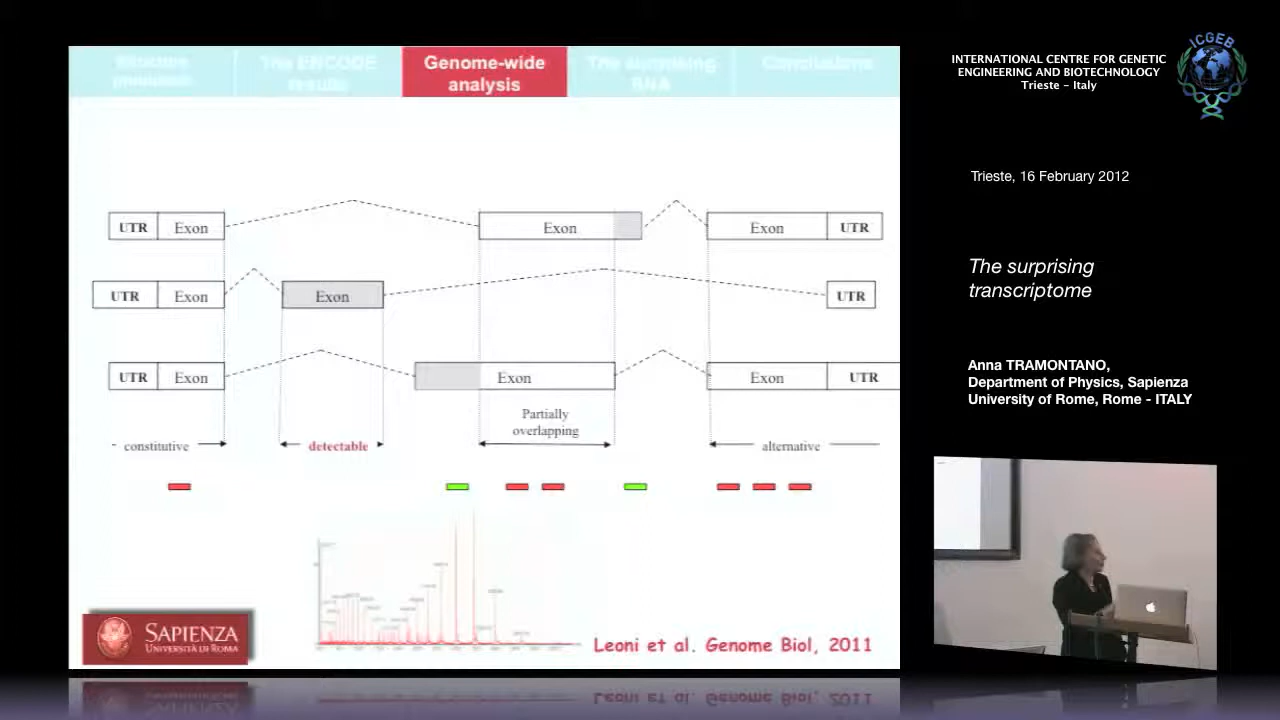 Genome-wide
analysis
The ENCODE
results
The surprising
RNA
Conclusions
UTR Exon Exon Exon UTR
UTR Exon Exon UTR
UTR Exon Exon Exon UTR
Partially
overlapping
constitutive detectable alternative
SAPIENZA
UNIVERSITÀ DI ROMA
Leoni et al. Genome Biol, 2011
INTERNATIONAL CENTRE FOR GENETIC
ENGINEERING AND BIOTECHNOLOGY
Trieste – Italy
ICGEB
Trieste, 16 February 2012
The surprising
transcriptome
Anna TRAMONTANO,
Department of Physics, Sapienza
University of Rome, Rome - ITALY